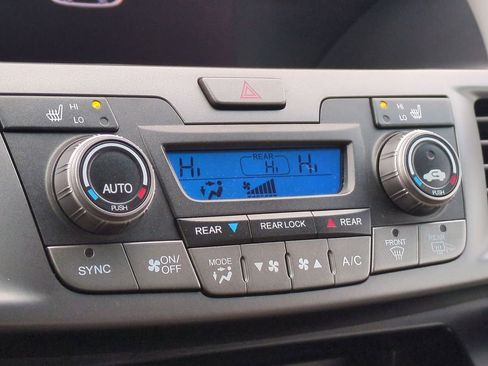 HI
LO
HI
LO
REAR
Hi
Hi
Hi
AUTO
PUSH
PUSH
REAR
REAR LOCK
REAR
SYNC
ON/
OFF
MODE
A/C
FRONT
REAR